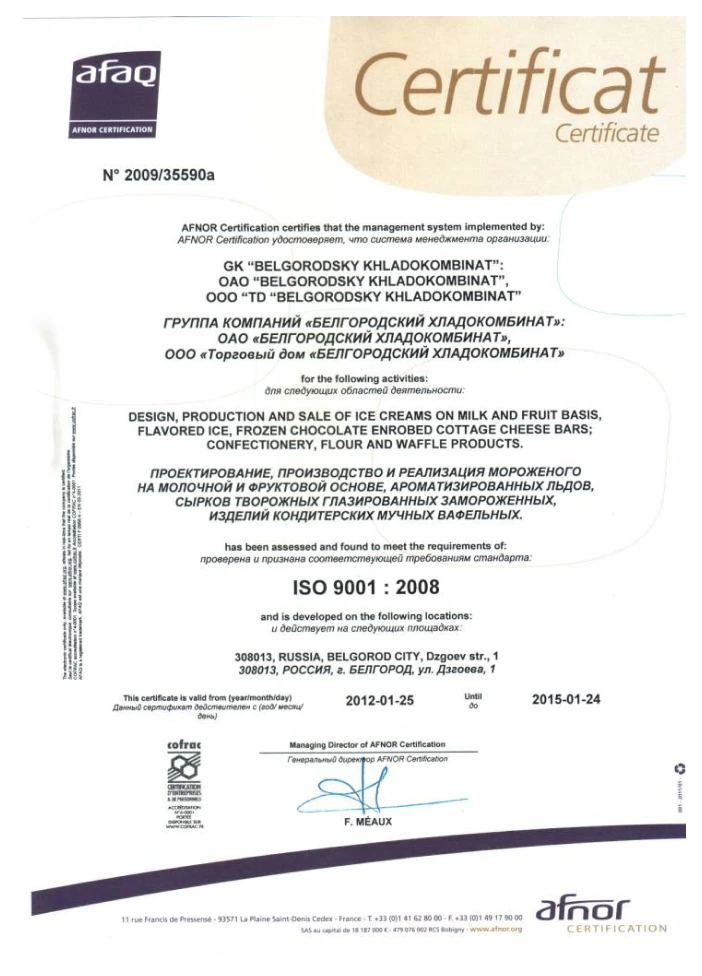 afaq
AFNOR CERTIFICATION
Certificat
Certificate
N° 2009/35590a
AFNOR Certification certifies that the management system implemented by:
AFNOR Certification удостоверяет, что система менеджмента организации:
GK “BELGORODSKY KHLADOKOMBINAT”:
OAO “BELGORODSKY KHLADOKOMBINAT”,
OOO “TD “BELGORODSKY KHLADOKOMBINAT”
ГРУППА КОМПАНИЙ «БЕЛГОРОДСКИЙ ХЛАДОКОМБИНАТ»:
ОАО «БЕЛГОРОДСКИЙ ХЛАДОКОМБИНАТ»,
ООО «Торговый дом «БЕЛГОРОДСКИЙ ХЛАДОКОМБИНАТ»
for the following activities:
для следующих областей деятельности:
DESIGN, PRODUCTION AND SALE OF ICE CREAMS ON MILK AND FRUIT BASIS,
FLAVORED ICE, FROZEN CHOCOLATE ENROBED COTTAGE CHEESE BARS;
CONFECTIONERY, FLOUR AND WAFFLE PRODUCTS.
ПРОЕКТИРОВАНИЕ, ПРОИЗВОДСТВО И РЕАЛИЗАЦИЯ МОРОЖЕНОГО
НА МОЛОЧНОЙ И ФРУКТОВОЙ ОСНОВЕ, АРОМАТИЗИРОВАННЫХ ЛЬДОВ,
СЫРКОВ ТВОРОЖНЫХ ГЛАЗИРОВАННЫХ ЗАМОРОЖЕННЫХ,
ИЗДЕЛИЙ КОНДИТЕРСКИХ МУЧНЫХ ВАФЕЛЬНЫХ.
has been assessed and found to meet the requirements of:
проверена и признана соответствующей требованиям стандарта:
ISO 9001 : 2008
and is developed on the following locations:
и действует на следующих площадках:
308013, RUSSIA, BELGOROD CITY, Dzgoev str., 1
308013, РОССИЯ, г. БЕЛГОРОД, ул. Дзгоева, 1
This certificate is valid from (year/month/day) 2012-01-25 Until 2015-01-24
Данный сертификат действителен с (год/ месяц/ до
день)
cofrac
CERTIFICATION
D'ENTREPRISES
& DE PERSONNELS
ACCRÉDITATION
PORTÉE
DISPONIBLE SUR
WWW.COFRAC.FR
Managing Director of AFNOR Certification
Генеральный директор AFNOR Certification
F. MÉAUX
11 rue Francis de Pressensé - 93571 La Plaine Saint-Denis Cedex - France - T. +33 (0)1 41 62 80 00 - F. +33 (0)1 49 17 90 00
SAS au capital de 18 187 000 € - 479 076 002 RCS Bobigny - www.afnor.org
afnor
CERTIFICATION